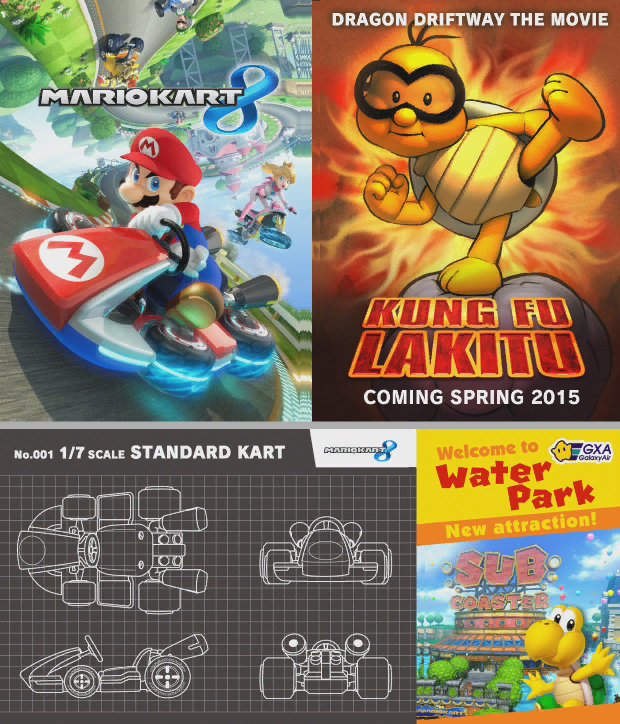 MARIOKART 8
M
M
DRAGON DRIFTWAY THE MOVIE
KUNG FU
LAKITU
COMING SPRING 2015
No.001 1/7 SCALE STANDARD KART
MARIOKART 8
Welcome to
GXA
GalaxyAir
Water
Park
New attraction!
SUB
COASTER